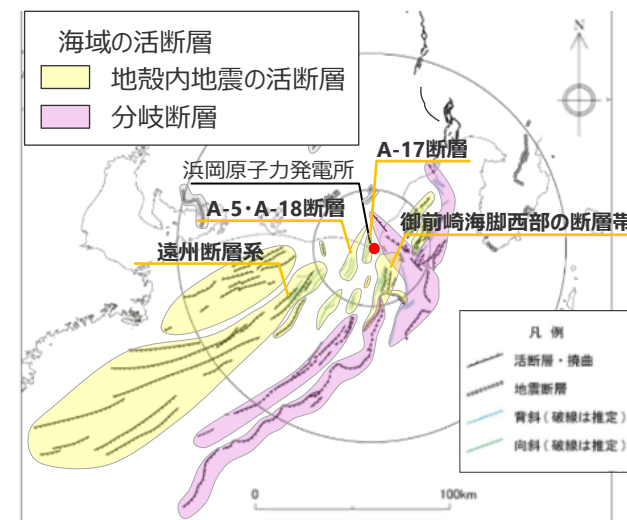 海域の活断層
地殻内地震の活断層
分岐断層
N
A-17断層
浜岡原子力発電所
A-5・A-18断層
御前崎海脚西部の断層帯
遠州断層系
凡 例
活断層・撓曲
地震断層
背斜(破線は推定)
向斜(破線は推定)
0 100km